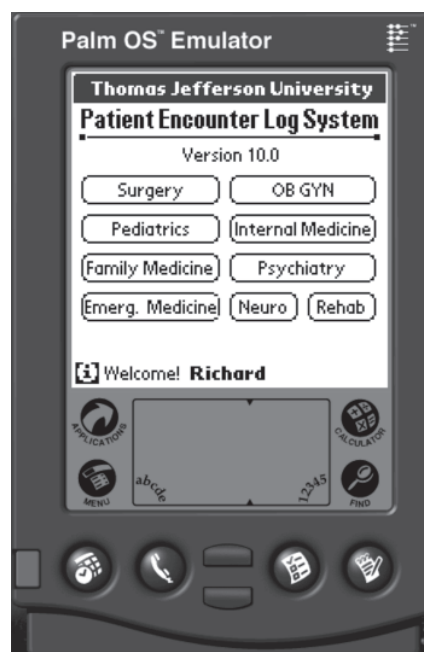 Palm OS™ Emulator
Thomas Jefferson University
Patient Encounter Log System
Version 10.0
Surgery OB GYN
Pediatrics Internal Medicine
Family Medicine Psychiatry
Emerg. Medicine Neuro Rehab
i Welcome! Richard
APPLICATIONS CALCULATOR
MENU abcde 12345 FIND